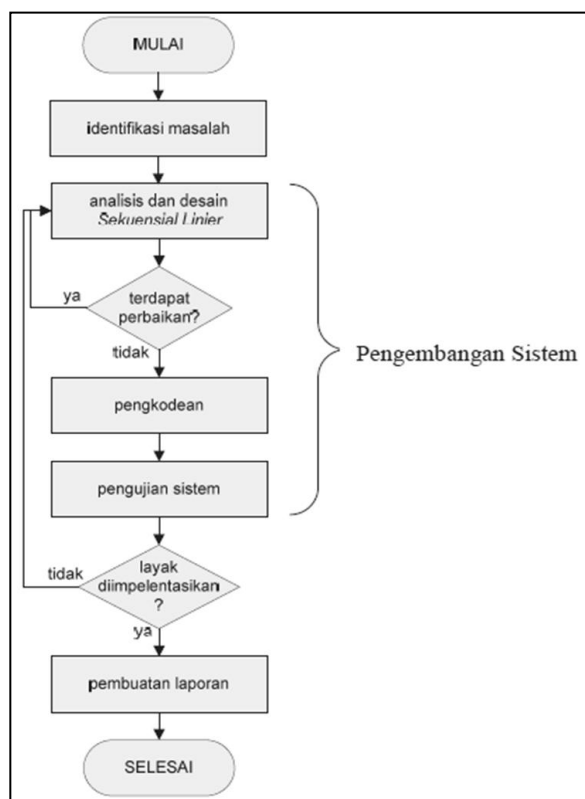 MULAI
identifikasi masalah
analisis dan desain
Sekuensial Linier
ya
terdapat
perbaikan?
tidak
Pengembangan Sistem
pengkodean
pengujian sistem
tidak
layak
diimpelentasikan
?
ya
pembuatan laporan
SELESAI